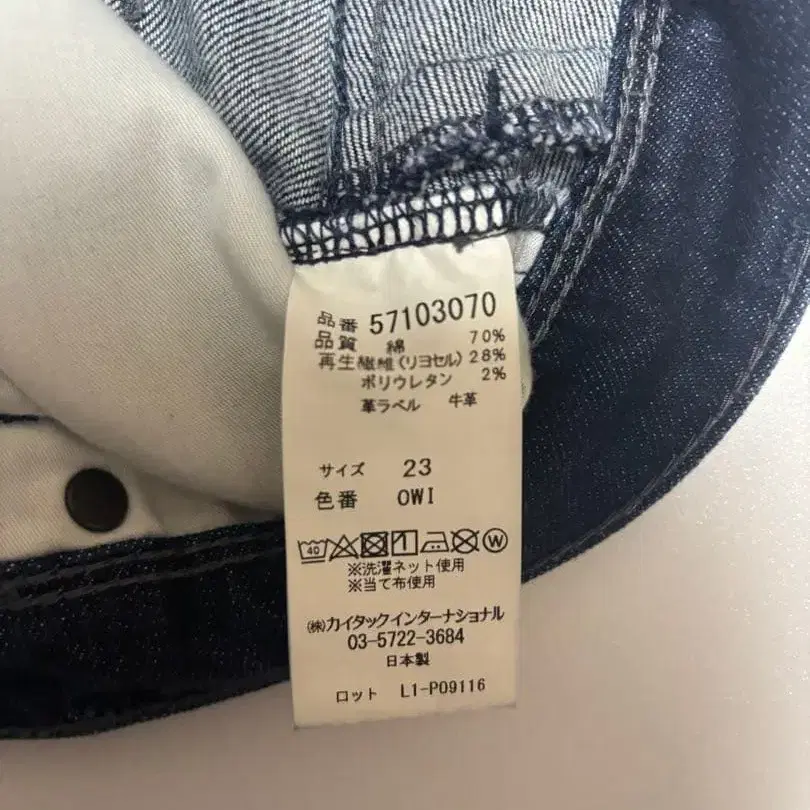 品番 57103070
品質 綿 70%
再生繊維(リヨセル) 28%
ポリウレタン 2%
革ラベル 牛革
サイズ 23
色番 OWI
40 1 W
※洗濯ネット使用
※当て布使用
㈱カイタックインターナショナル
03-5722-3684
日本製
ロット L1-P09116